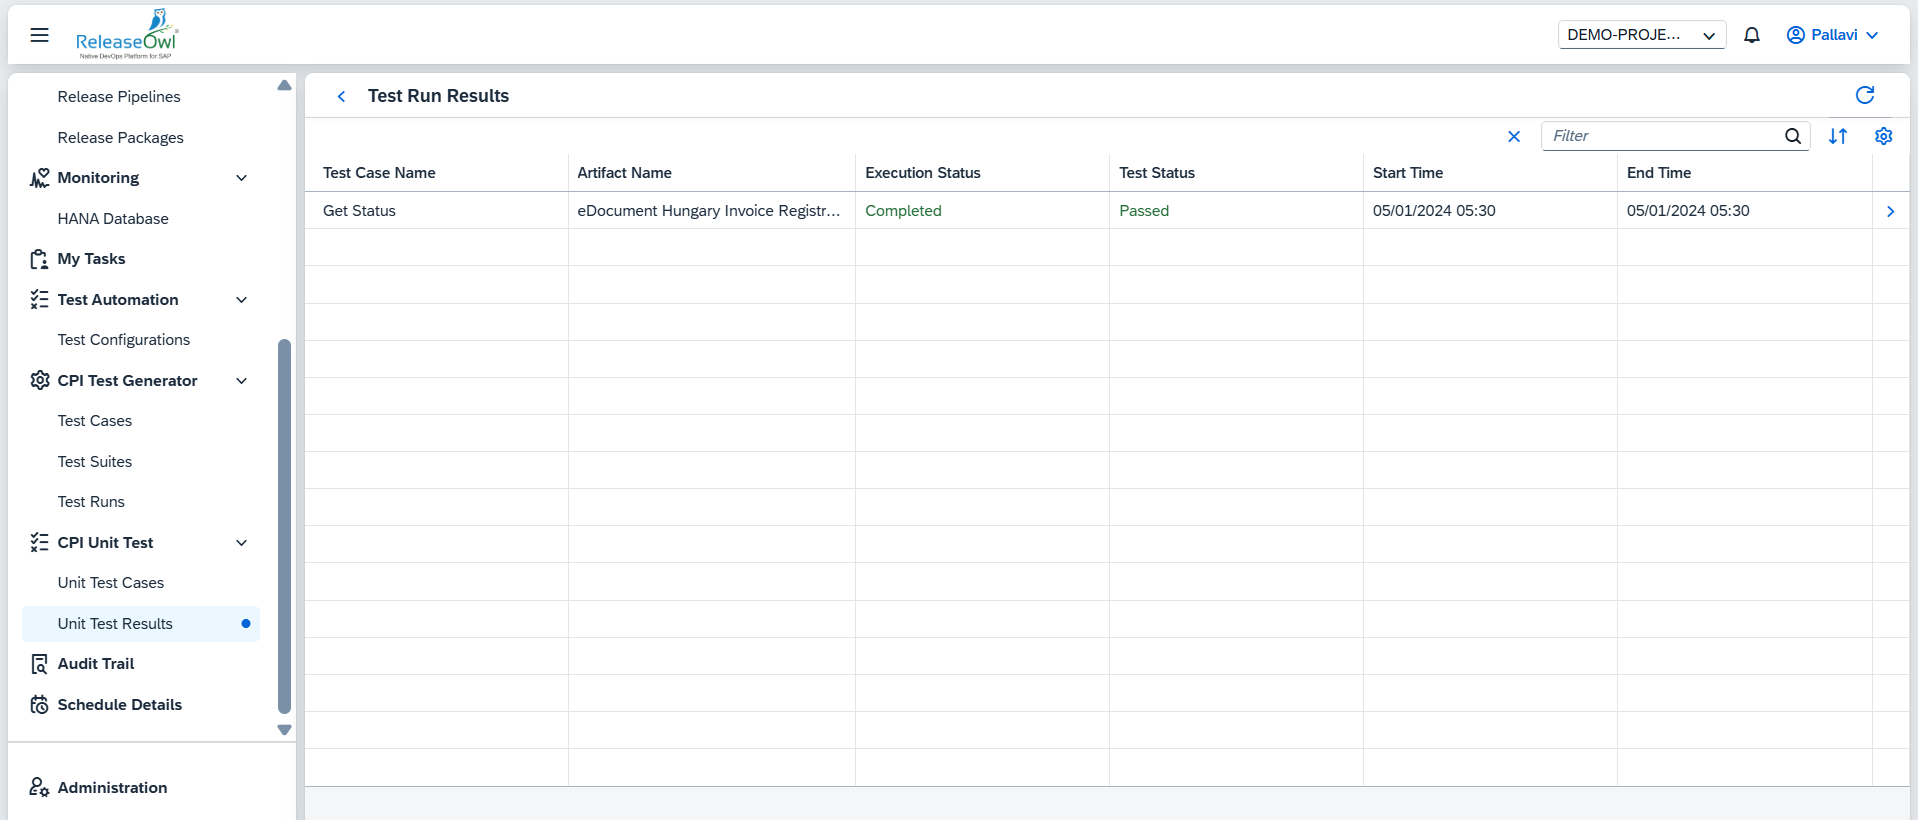 ReleaseOwl
Native DevOps Platform for SAP
DEMO-PROJE...
Pallavi
Release Pipelines
Release Packages
Monitoring
HANA Database
My Tasks
Test Automation
Test Configurations
CPI Test Generator
Test Cases
Test Suites
Test Runs
CPI Unit Test
Unit Test Cases
Unit Test Results
Audit Trail
Schedule Details
Administration
Test Run Results
Filter
Test Case Name Artifact Name Execution Status Test Status Start Time End Time
Get Status eDocument Hungary Invoice Registr... Completed Passed 05/01/2024 05:30 05/01/2024 05:30